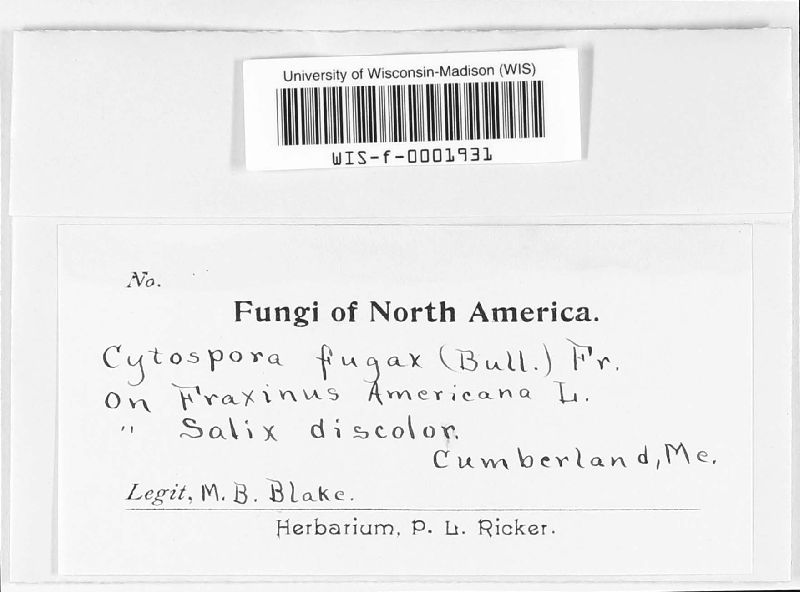 University of Wisconsin-Madison (WIS)
WIS-f-0001931
No.
Fungi of North America.
Cytospora fugax (Bull.) Fr.
On Fraxinus Americana L.
" Salix discolor.
Cumberland, Me.
Legit, M. B. Blake.
Herbarium, P. L. Ricker.